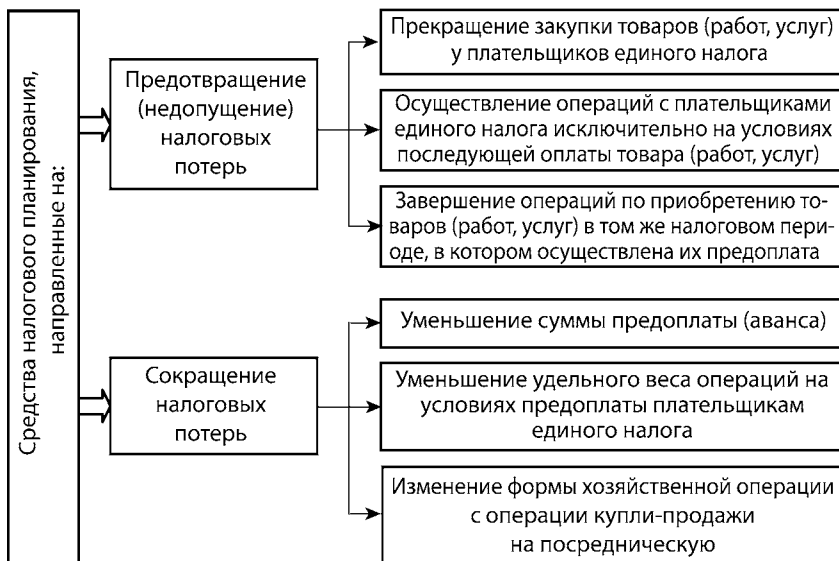 Средства налогового планирования,
направленные на:
Предотвращение
(недопущение)
налоговых
потерь
Прекращение закупки товаров (работ, услуг)
у плательщиков единого налога
Осуществление операций с плательщиками
единого налога исключительно на условиях
последующей оплаты товара (работ, услуг)
Завершение операций по приобретению то-
варов (работ, услуг) в том же налоговом пери-
оде, в котором осуществлена их предоплата
Сокращение
налоговых
потерь
Уменьшение суммы предоплаты (аванса)
Уменьшение удельного веса операций на
условиях предоплаты плательщикам
единого налога
Изменение формы хозяйственной операции
с операции купли-продажи
на посредническую